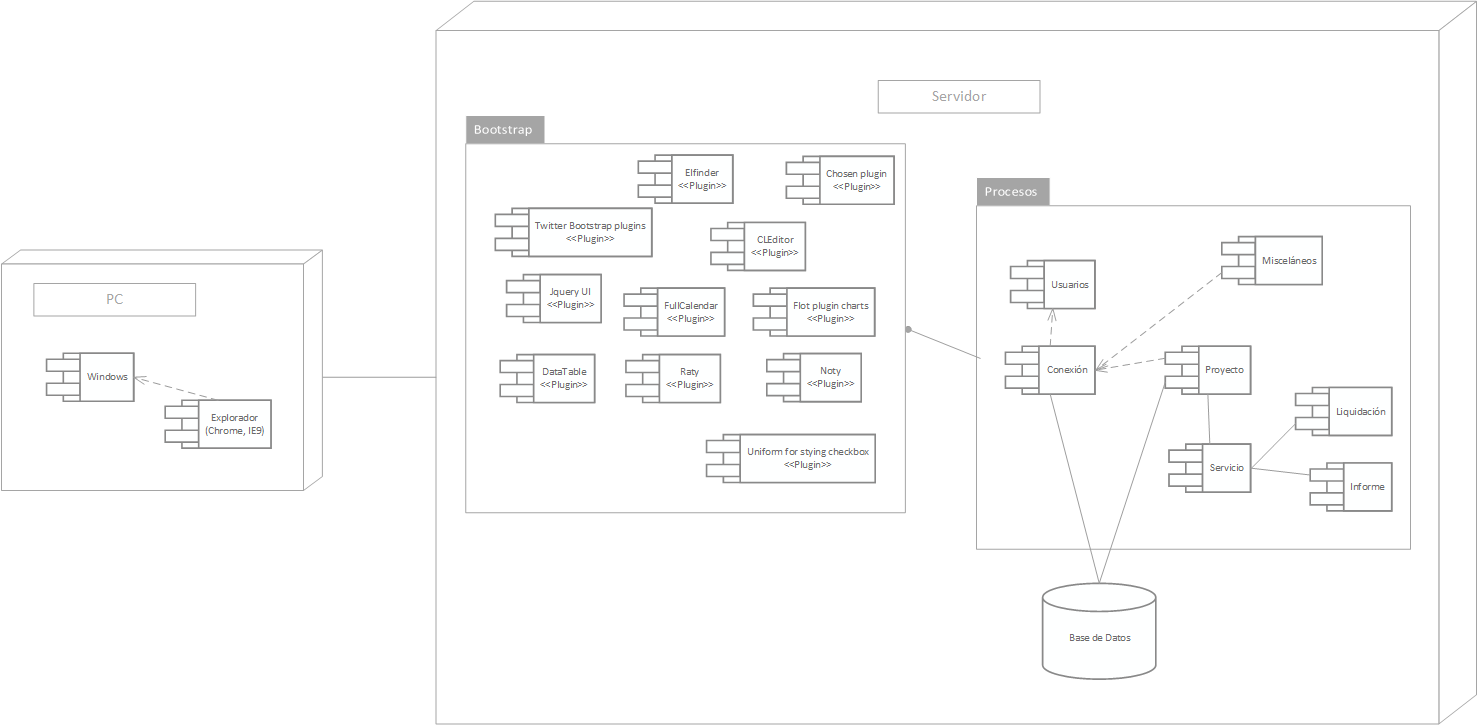 Servidor
Bootstrap
Elfinder
<<Plugin>>
Chosen plugin
<<Plugin>>
Twitter Bootstrap plugins
<<Plugin>>
CLEditor
<<Plugin>>
Jquery UI
<<Plugin>>
FullCalendar
<<Plugin>>
Flot plugin charts
<<Plugin>>
DataTable
<<Plugin>>
Raty
<<Plugin>>
Noty
<<Plugin>>
Uniform for stying checkbox
<<Plugin>>
Procesos
Misceláneos
Usuarios
Conexión
Proyecto
Liquidación
Servicio
Informe
Base de Datos
PC
Windows
Explorador
(Chrome, IE9)